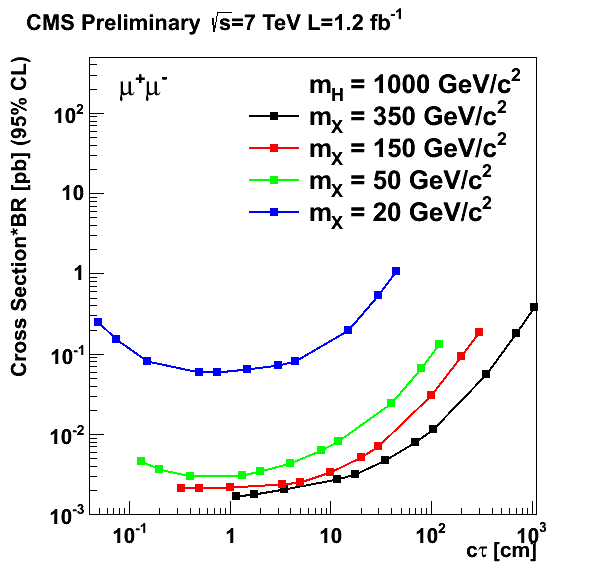 CMS Preliminary √s=7 TeV L=1.2 fb⁻¹
μ⁺μ⁻
m_H = 1000 GeV/c²
m_X = 350 GeV/c²
m_X = 150 GeV/c²
m_X = 50 GeV/c²
m_X = 20 GeV/c²
Cross Section*BR [pb] (95% CL)
10²
10
1
10⁻¹
10⁻²
10⁻³
10⁻¹ 1 10 10² 10³
cτ [cm]